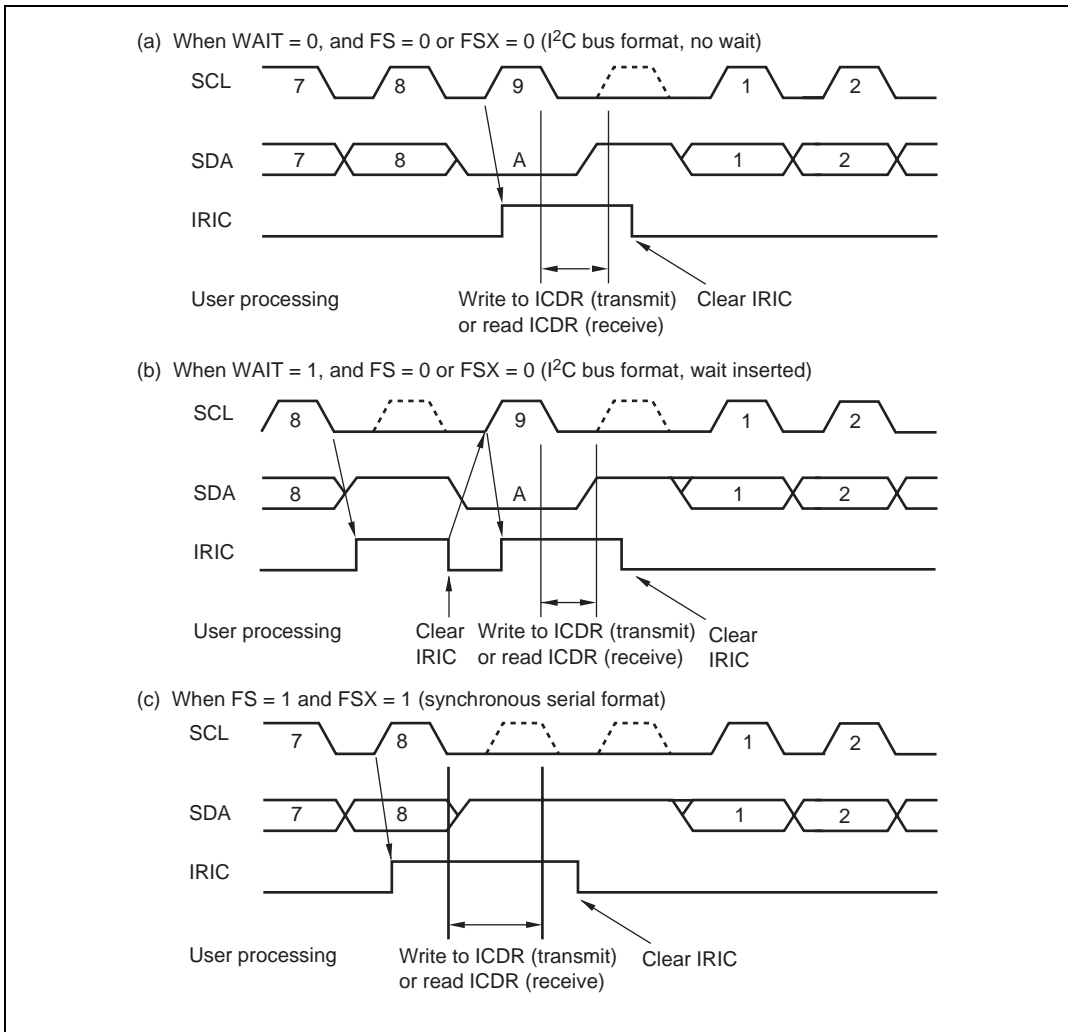 (a) When WAIT = 0, and FS = 0 or FSX = 0 (I²C bus format, no wait)
SCL 7 8 9 1 2
SDA 7 8 A 1 2
IRIC
User processing Write to ICDR (transmit) Clear IRIC
or read ICDR (receive)
(b) When WAIT = 1, and FS = 0 or FSX = 0 (I²C bus format, wait inserted)
SCL 8 9 1 2
SDA 8 A 1 2
IRIC
User processing Clear Write to ICDR (transmit) Clear
IRIC or read ICDR (receive) IRIC
(c) When FS = 1 and FSX = 1 (synchronous serial format)
SCL 7 8 1 2
SDA 7 8 1 2
IRIC
User processing Write to ICDR (transmit) Clear IRIC
or read ICDR (receive)